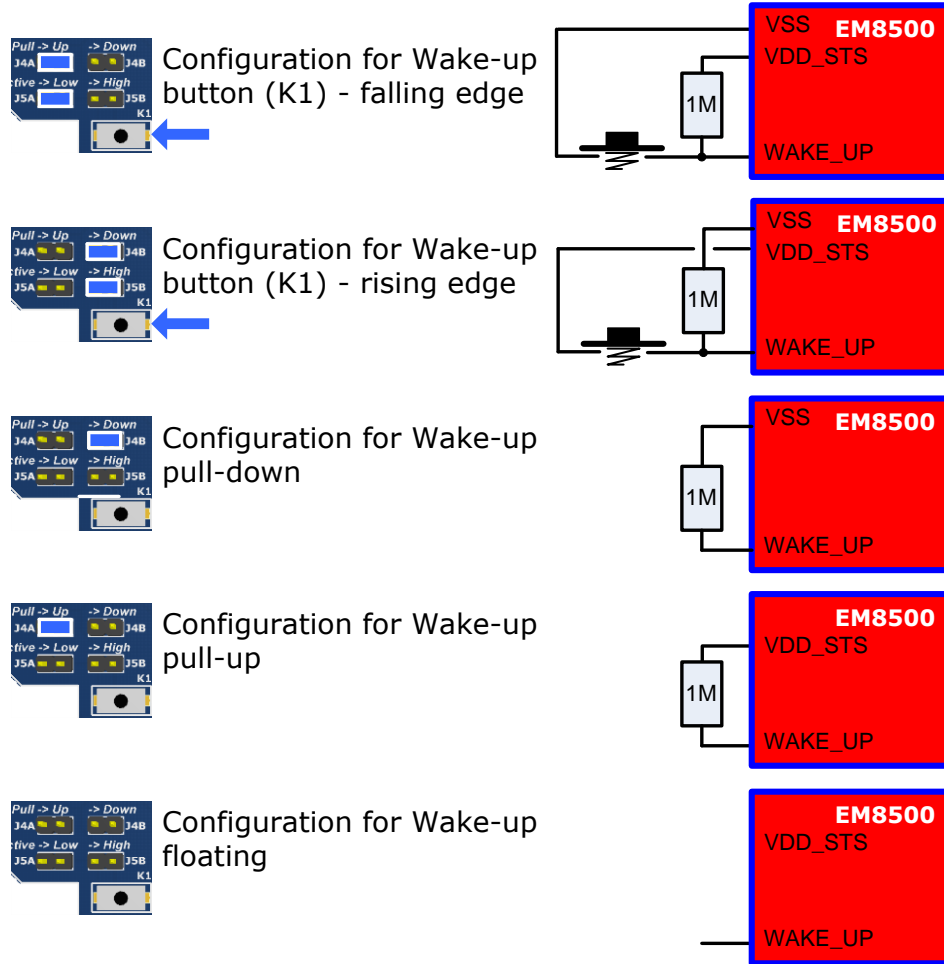 Pull -> Up -> Down
J4A J4B
ctive -> Low -> High
J5A J5B
K1
Configuration for Wake-up
button (K1) - falling edge
VSS EM8500
VDD_STS
1M
WAKE_UP
Pull -> Up -> Down
J4A J4B
ctive -> Low -> High
J5A J5B
K1
Configuration for Wake-up
button (K1) - rising edge
VSS EM8500
VDD_STS
1M
WAKE_UP
Pull -> Up -> Down
J4A J4B
ctive -> Low -> High
J5A J5B
K1
Configuration for Wake-up
pull-down
VSS EM8500
1M
WAKE_UP
Pull -> Up -> Down
J4A J4B
ctive -> Low -> High
J5A J5B
K1
Configuration for Wake-up
pull-up
EM8500
VDD_STS
1M
WAKE_UP
Pull -> Up -> Down
J4A J4B
ctive -> Low -> High
J5A J5B
K1
Configuration for Wake-up
floating
EM8500
VDD_STS
WAKE_UP